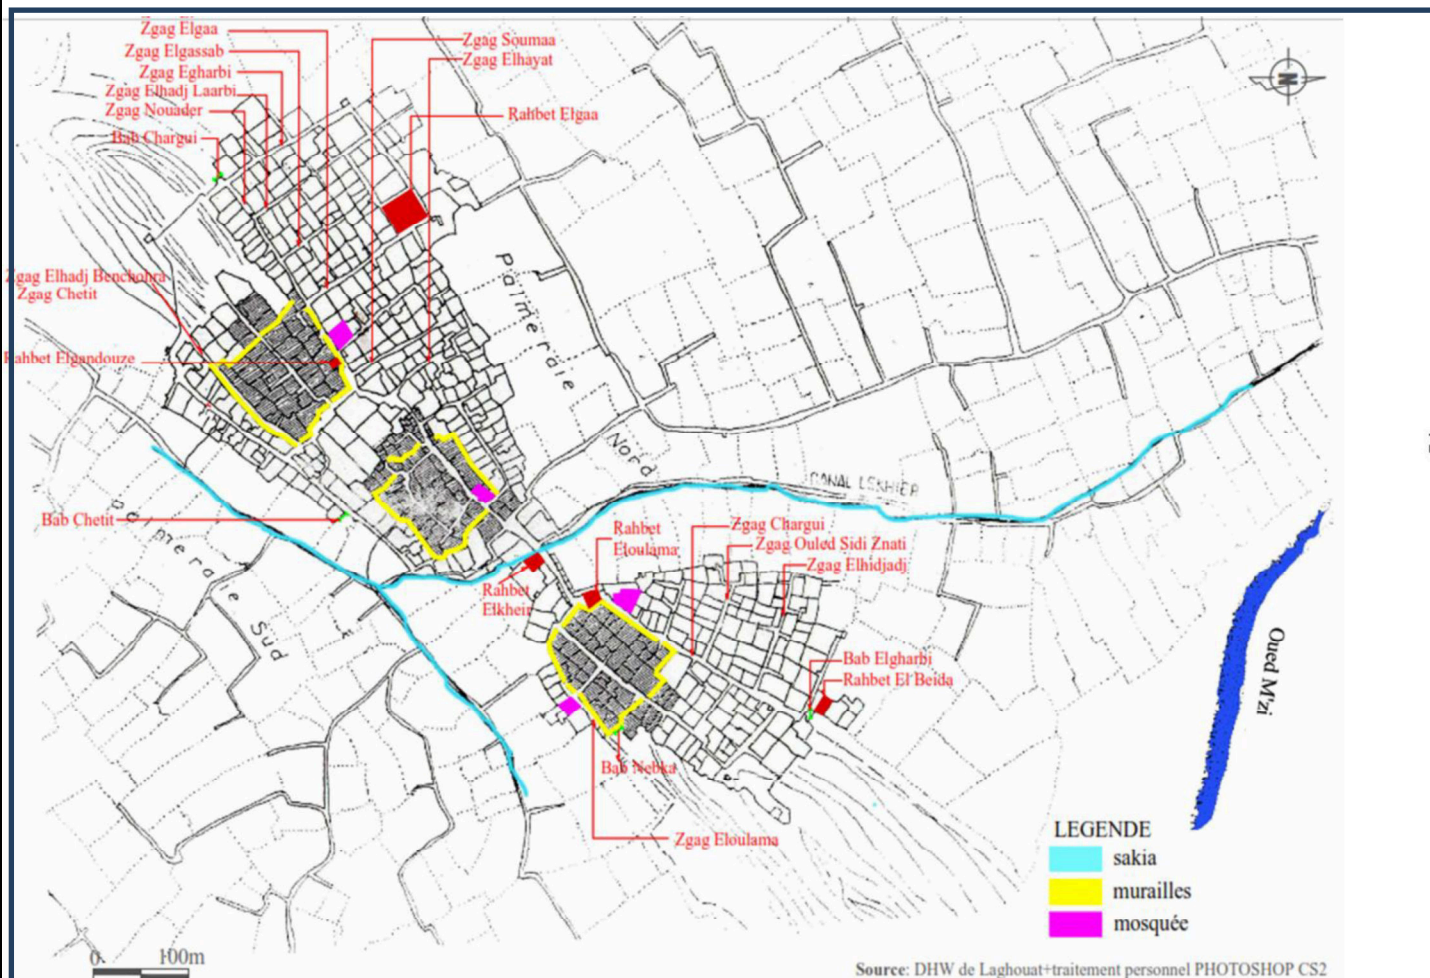 Zgag Elgaa
Zgag Elgassab
Zgag Egharbi
Zgag Elhadj Laarbi
Zgag Nouader
Bab Chargui
Zgag Soumaa
Zgag Elhayat
Rahbet Elgaa
N
Zgag Elhadj Benchohra
Zgag Chetit
Rahbet Elgandouze
Palmeraie Nord
CANAL LEKHIER
Bab Chetit
Palmeraie Sud
Rahbet
Elkheir
Rahbet
Eloulama
Zgag Chargui
Zgag Ouled Sidi Znati
Zgag Elhidjadj
Bab Elgharbi
Rahbet El Beida
Oued M'zi
Bab Nebka
Zgag Eloulama
LEGENDE
sakia
murailles
mosquée
0 100m
Source: DHW de Laghouat+traitement personnel PHOTOSHOP CS2